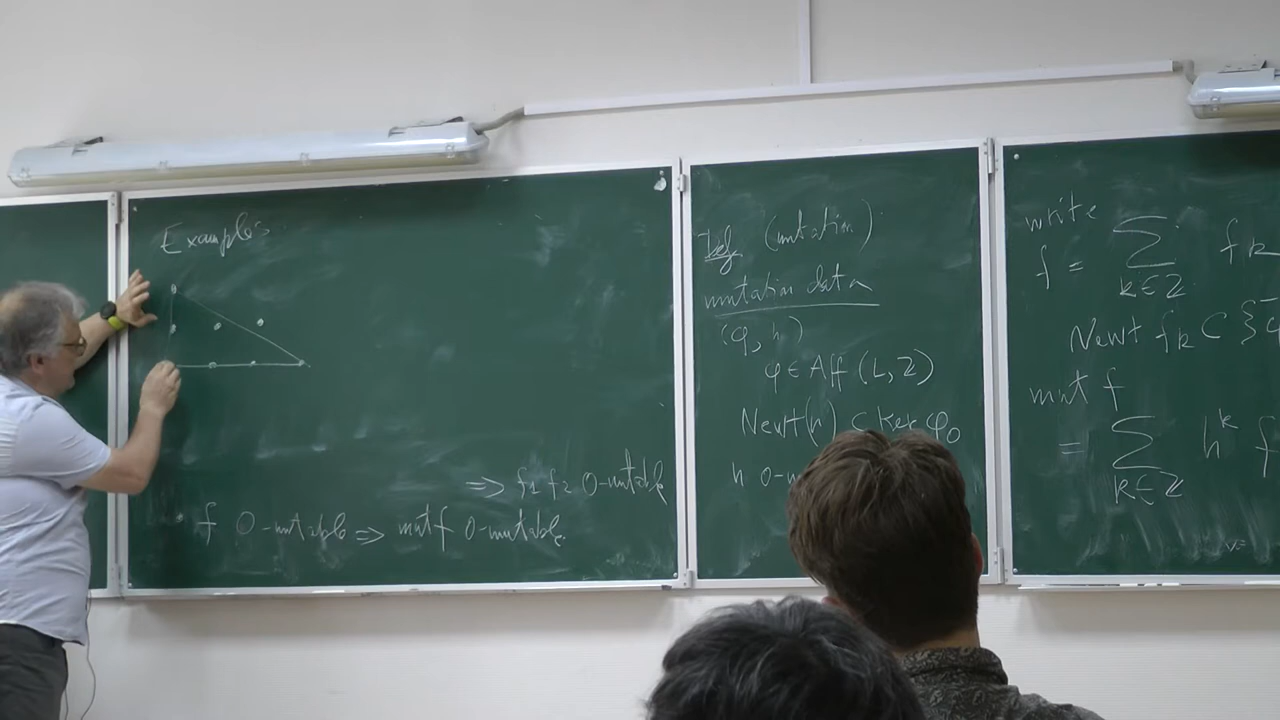 Examples
=> f1 f2 0-mutable
f 0-mutable => mut f 0-mutable.
Def (mutation)
mutation data
(φ, h)
φ ∈ Aff (L, Z)
Newt(h) ⊂ Ker φ0
h 0-m
write
f = ∑ fk
k ∈ Z
Newt fk ⊂ {
mut f
= ∑ h^k f
k ∈ Z